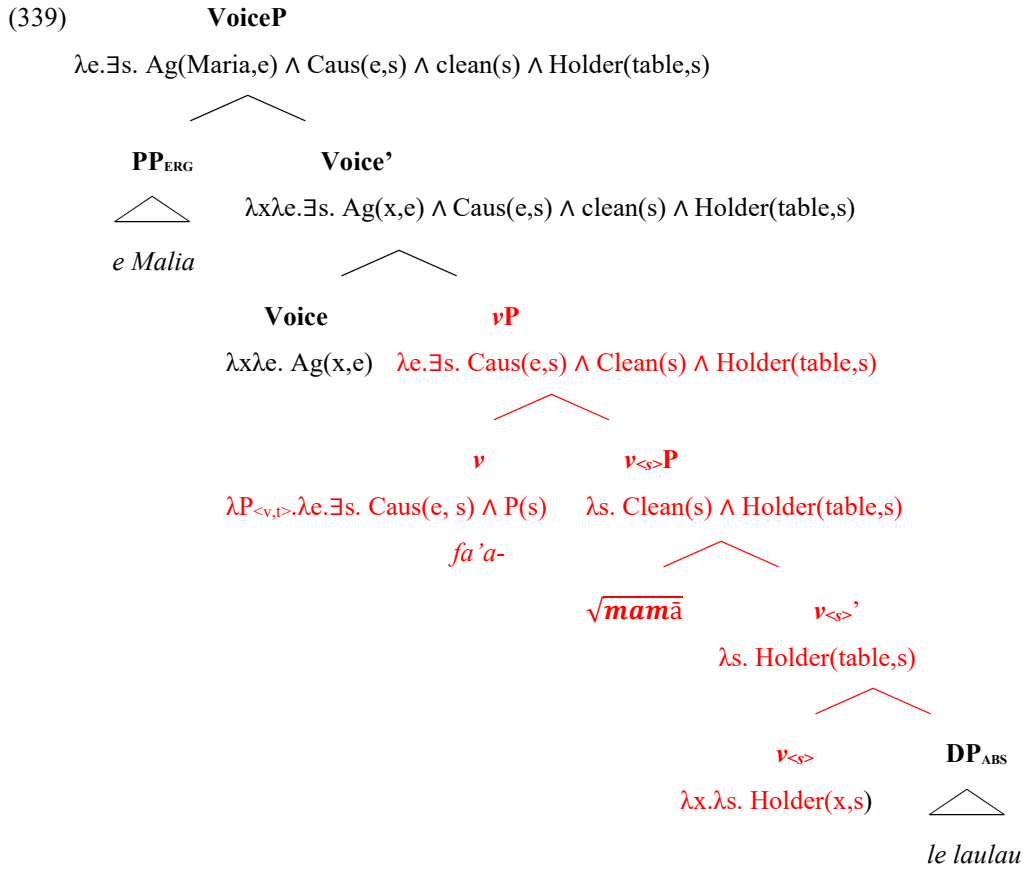 (339) VoiceP
λe.∃s. Ag(Maria,e) ∧ Caus(e,s) ∧ clean(s) ∧ Holder(table,s)
PPERG Voice’
λxλe.∃s. Ag(x,e) ∧ Caus(e,s) ∧ clean(s) ∧ Holder(table,s)
e Malia
Voice vP
λxλe. Ag(x,e) λe.∃s. Caus(e,s) ∧ Clean(s) ∧ Holder(table,s)
v v<s>P
λP<v,t>.λe.∃s. Caus(e, s) ∧ P(s) λs. Clean(s) ∧ Holder(table,s)
fa’a-
√mamā v<s>’
λs. Holder(table,s)
v<s> DPABS
λx.λs. Holder(x,s)
le laulau